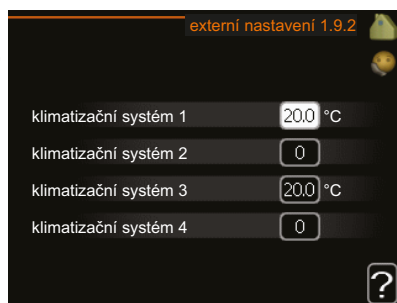 externí nastavení 1.9.2
klimatizační systém 1 20.0 °C
klimatizační systém 2 0
klimatizační systém 3 20.0 °C
klimatizační systém 4 0
?